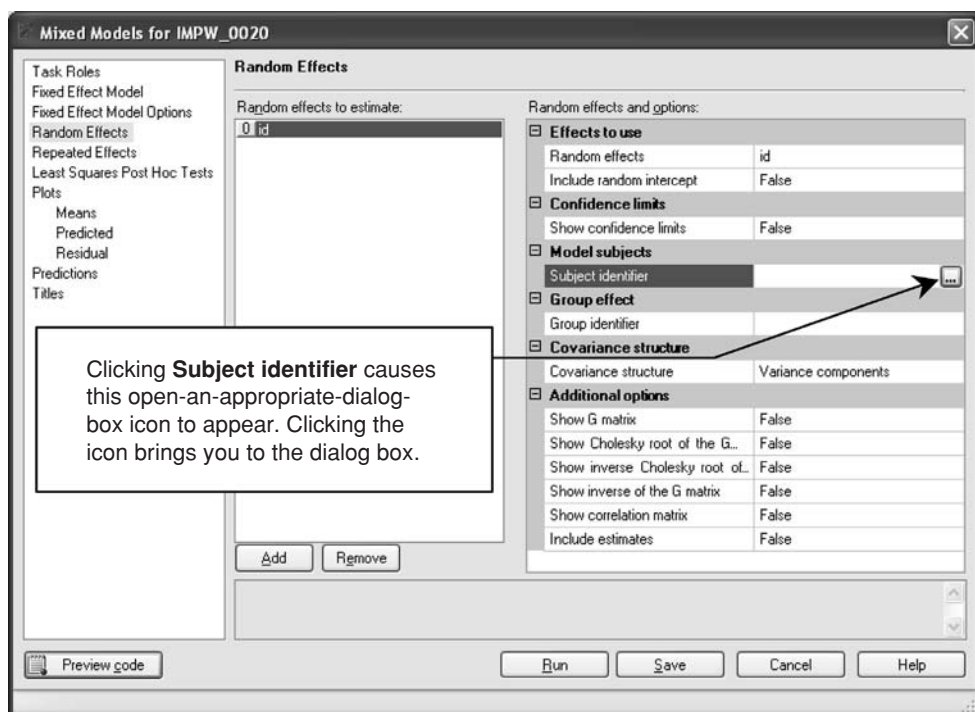 Mixed Models for IMPW_0020
Task Roles
Fixed Effect Model
Fixed Effect Model Options
Random Effects
Repeated Effects
Least Squares Post Hoc Tests
Plots
Means
Predicted
Residual
Predictions
Titles
Random Effects
Random effects to estimate:
0 id
Add Remove
Random effects and options:
Effects to use
Random effects id
Include random intercept False
Confidence limits
Show confidence limits False
Model subjects
Subject identifier ...
Group effect
Group identifier
Covariance structure
Covariance structure Variance components
Additional options
Show G matrix False
Show Cholesky root of the G... False
Show inverse Cholesky root of... False
Show inverse of the G matrix False
Show correlation matrix False
Include estimates False
Clicking Subject identifier causes
this open-an-appropriate-dialog-
box icon to appear. Clicking the
icon brings you to the dialog box.
Preview code Run Save Cancel Help